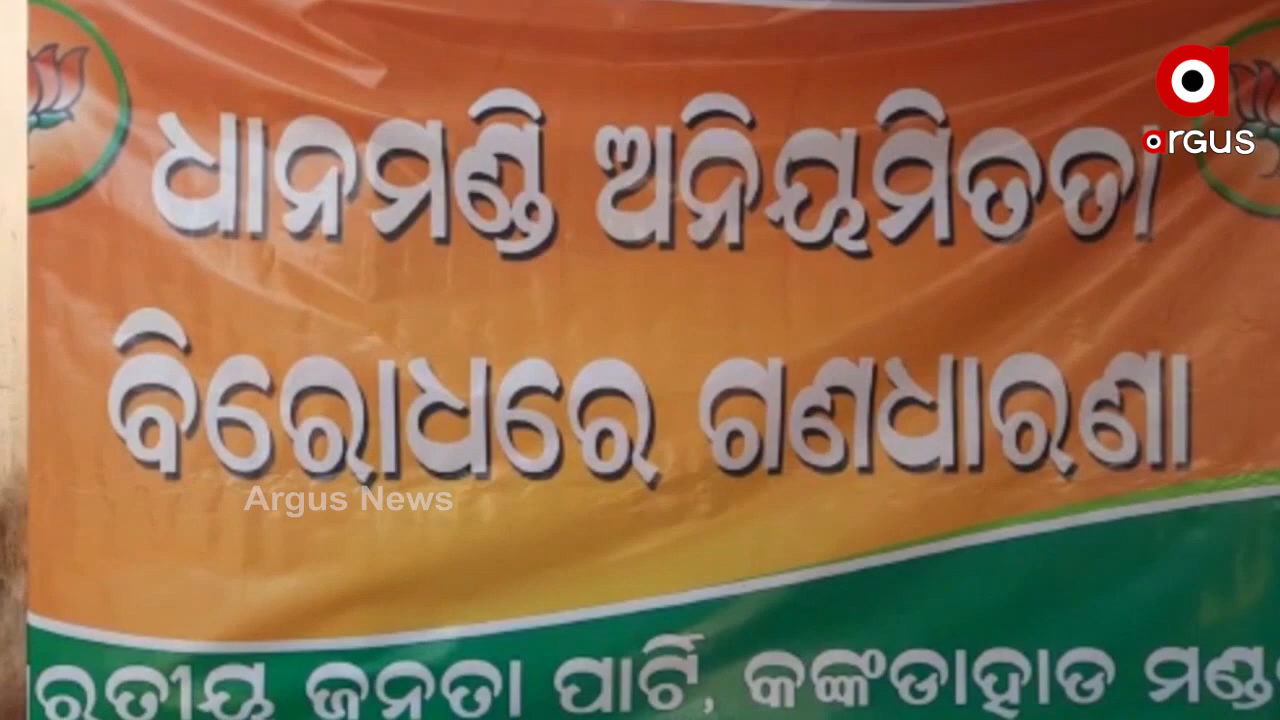 argus
ଧାନମଣ୍ଡି ଅନିୟମିତତା
ବିରୋଧରେ ଗଣଧାରଣା
Argus News
ଜନତା ପାର୍ଟି, କଙ୍କଡାହାଡ